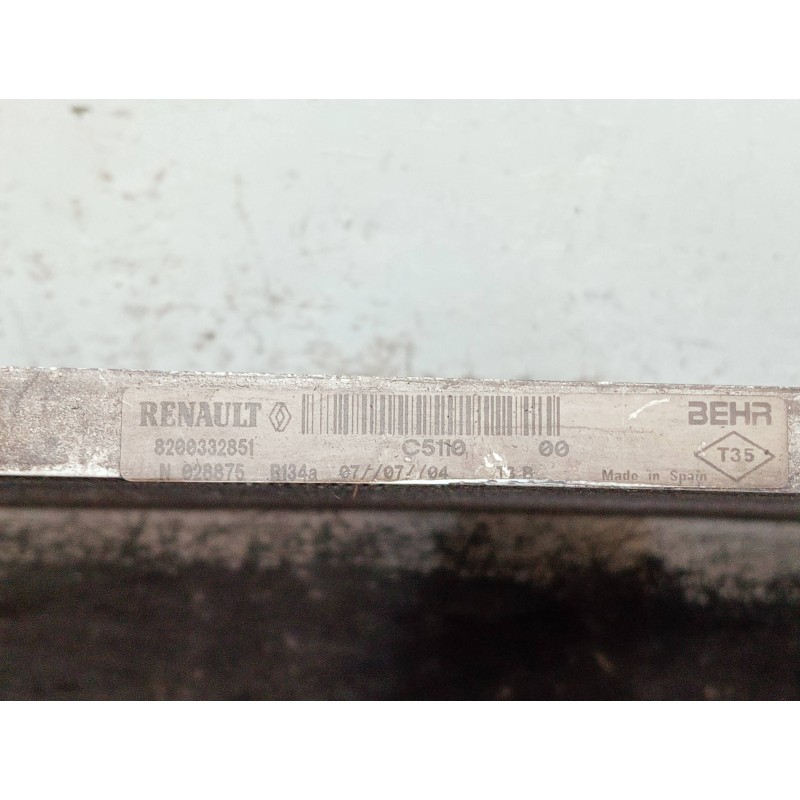 RENAULT BEHR
8200332851 C5110 00 T35
N 028875 R134a 07//07//04 B Made in Spain